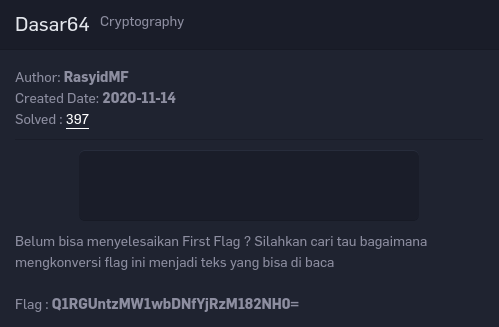 Dasar64 Cryptography
Author: RasyidMF
Created Date: 2020-11-14
Solved : 397
Belum bisa menyelesaikan First Flag ? Silahkan cari tau bagaimana
mengkonversi flag ini menjadi teks yang bisa di baca
Flag : Q1RGUntzMW1wbDNfYjRzM182NH0=